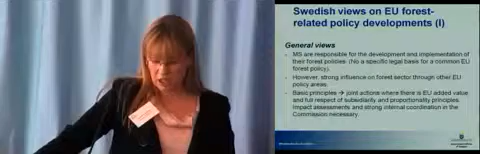 Swedish views on EU forest-
related policy developments (I)
General views
- MS are responsible for the development and implementation of
their forest policies. (No a specific legal basis for a common EU
forest policy).
- However, strong influence on forest sector through other EU
policy areas.
- Basic principles → joint actions where there is EU added value
and full respect of subsidiarity and proportionality principles.
Impact assessments and strong internal coordination in the
Commission necessary.